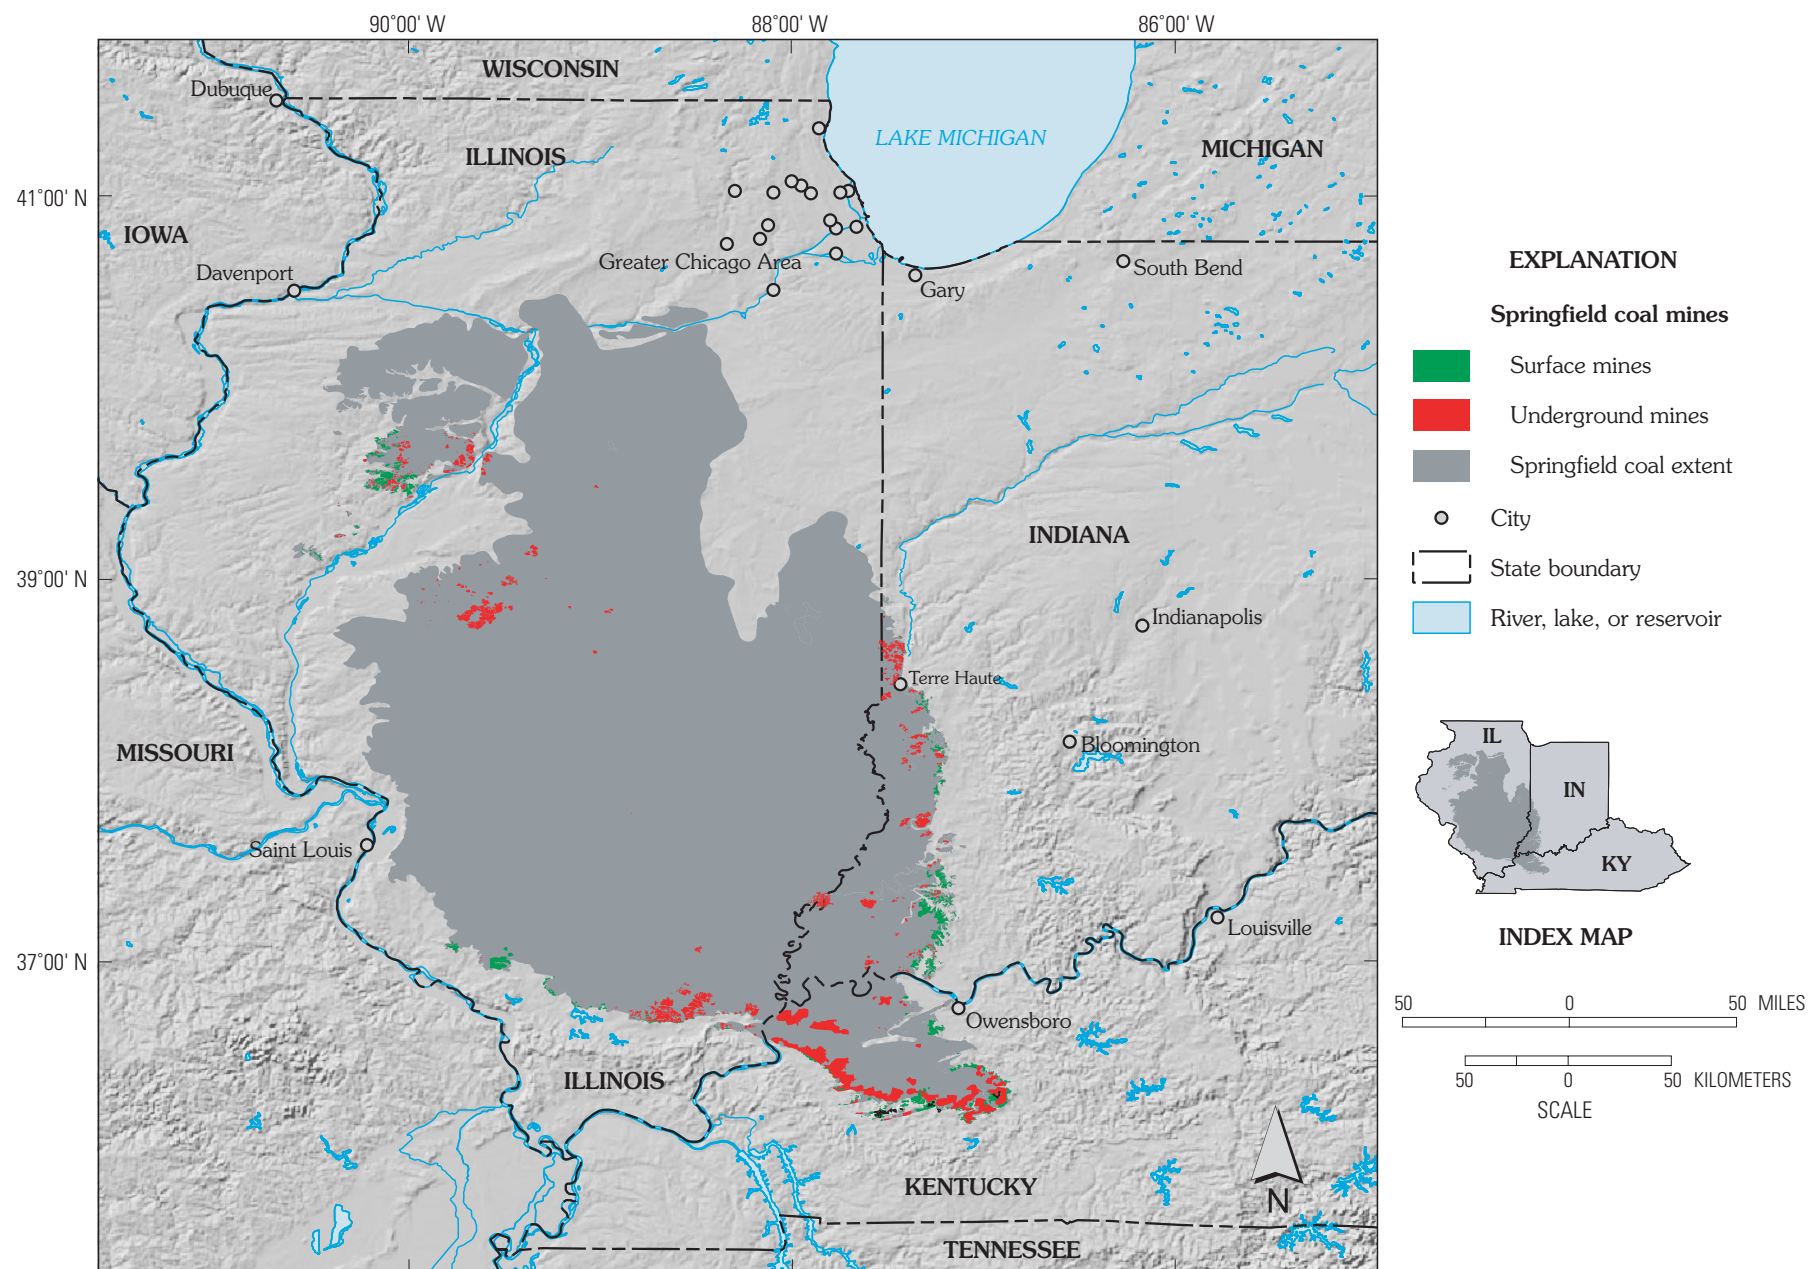 90°00' W
88°00' W
86°00' W
41°00' N
39°00' N
37°00' N
WISCONSIN
Dubuque
ILLINOIS
LAKE MICHIGAN
MICHIGAN
IOWA
Davenport
Greater Chicago Area
Gary
South Bend
INDIANA
Indianapolis
Terre Haute
Bloomington
MISSOURI
Saint Louis
Louisville
Owensboro
ILLINOIS
KENTUCKY
TENNESSEE
N
EXPLANATION
Springfield coal mines
Surface mines
Underground mines
Springfield coal extent
City
State boundary
River, lake, or reservoir
IL
IN
KY
INDEX MAP
50 0 50 MILES
50 0 50 KILOMETERS
SCALE